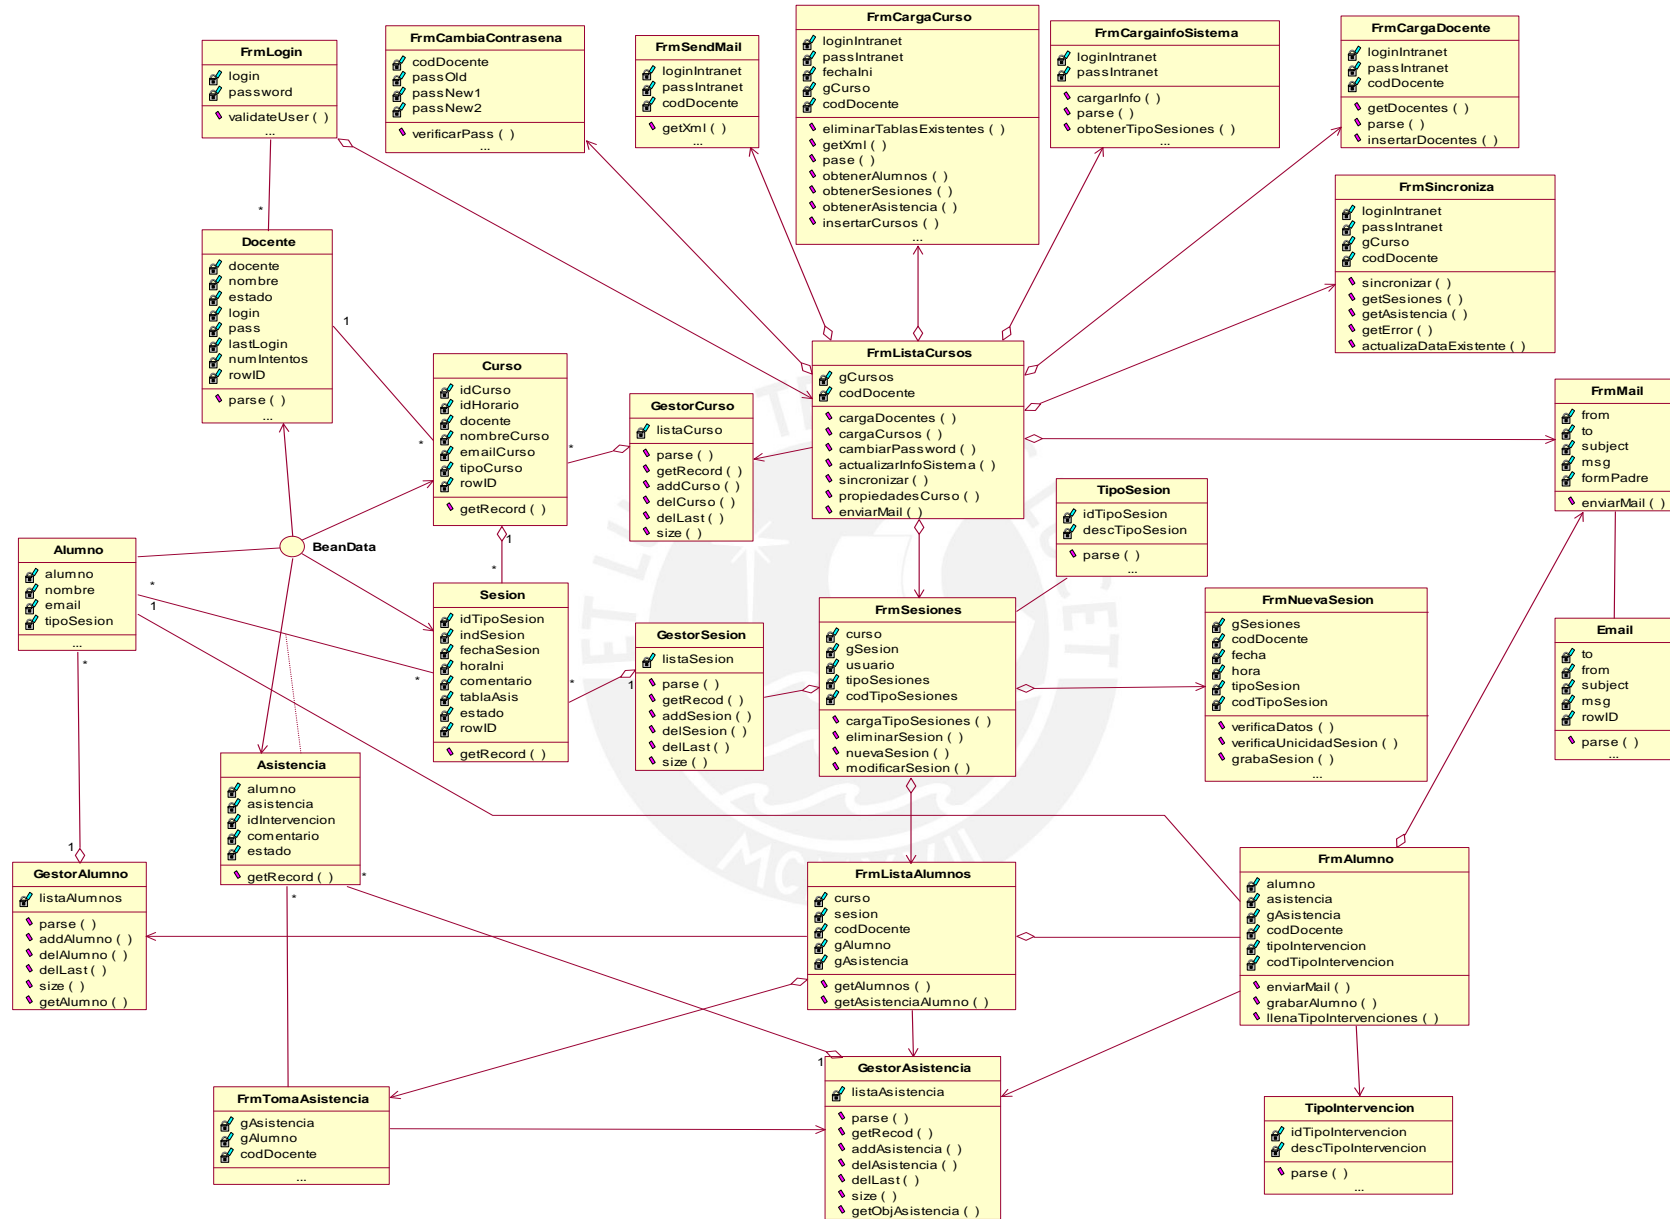 FrmLogin
login
password
validateUser ( )
...
FrmCambiaContrasena
codDocente
passOld
passNew1
passNew2
verificarPass ( )
...
FrmSendMail
loginIntranet
passIntranet
codDocente
getXml ( )
...
FrmCargaCurso
loginIntranet
passIntranet
fechaIni
gCurso
codDocente
eliminarTablasExistentes ( )
getXml ( )
pase ( )
obtenerAlumnos ( )
obtenerSesiones ( )
obtenerAsistencia ( )
insertarCursos ( )
...
FrmCargainfoSistema
loginIntranet
passIntranet
cargarInfo ( )
parse ( )
obtenerTipoSesiones ( )
...
FrmCargaDocente
loginIntranet
passIntranet
codDocente
getDocentes ( )
parse ( )
insertarDocentes ( )
FrmSincroniza
loginIntranet
passIntranet
gCurso
codDocente
sincronizar ( )
getSesiones ( )
getAsistencia ( )
getError ( )
actualizaDataExistente ( )
*
Docente
docente
nombre
estado
login
pass
lastLogin
numIntentos
rowID
parse ( )
...
1
*
Curso
idCurso
idHorario
docente
nombreCurso
emailCurso
tipoCurso
rowID
getRecord ( )
*
1
*
GestorCurso
listaCurso
parse ( )
getRecord ( )
addCurso ( )
delCurso ( )
delLast ( )
size ( )
FrmListaCursos
gCursos
codDocente
cargaDocentes ( )
cargaCursos ( )
cambiarPassword ( )
actualizarInfoSistema ( )
sincronizar ( )
propiedadesCurso ( )
enviarMail ( )
FrmMail
from
to
subject
msg
formPadre
enviarMail ( )
TipoSesion
idTipoSesion
descTipoSesion
parse ( )
...
BeanData
Alumno
alumno
nombre
email
tipoSesion
...
*
1
*
*
Sesion
idTipoSesion
indSesion
fechaSesion
horaIni
comentario
tablaAsis
estado
rowID
getRecord ( )
*
1
GestorSesion
listaSesion
parse ( )
getRecod ( )
addSesion ( )
delSesion ( )
delLast ( )
size ( )
FrmSesiones
curso
gSesion
usuario
tipoSesiones
codTipoSesiones
cargaTipoSesiones ( )
eliminarSesion ( )
nuevaSesion ( )
modificarSesion ( )
FrmNuevaSesion
gSesiones
codDocente
fecha
hora
tipoSesion
codTipoSesion
verificaDatos ( )
verificaUnicidadSesion ( )
grabaSesion ( )
...
Email
to
from
subject
msg
rowID
parse ( )
...
Asistencia
alumno
asistencia
idIntervencion
comentario
estado
getRecord ( )
*
*
1
GestorAlumno
listaAlumnos
parse ( )
addAlumno ( )
delAlumno ( )
delLast ( )
size ( )
getAlumno ( )
FrmListaAlumnos
curso
sesion
codDocente
gAlumno
gAsistencia
getAlumnos ( )
getAsistenciaAlumno ( )
FrmAlumno
alumno
asistencia
gAsistencia
codDocente
tipoIntervencion
codTipoIntervencion
enviarMail ( )
grabarAlumno ( )
llenaTipoIntervenciones ( )
1
GestorAsistencia
listaAsistencia
parse ( )
getRecod ( )
addAsistencia ( )
delAsistencia ( )
delLast ( )
size ( )
getObjAsistencia ( )
FrmTomaAsistencia
gAsistencia
gAlumno
codDocente
...
TipoIntervencion
idTipoIntervencion
descTipoIntervencion
parse ( )
...